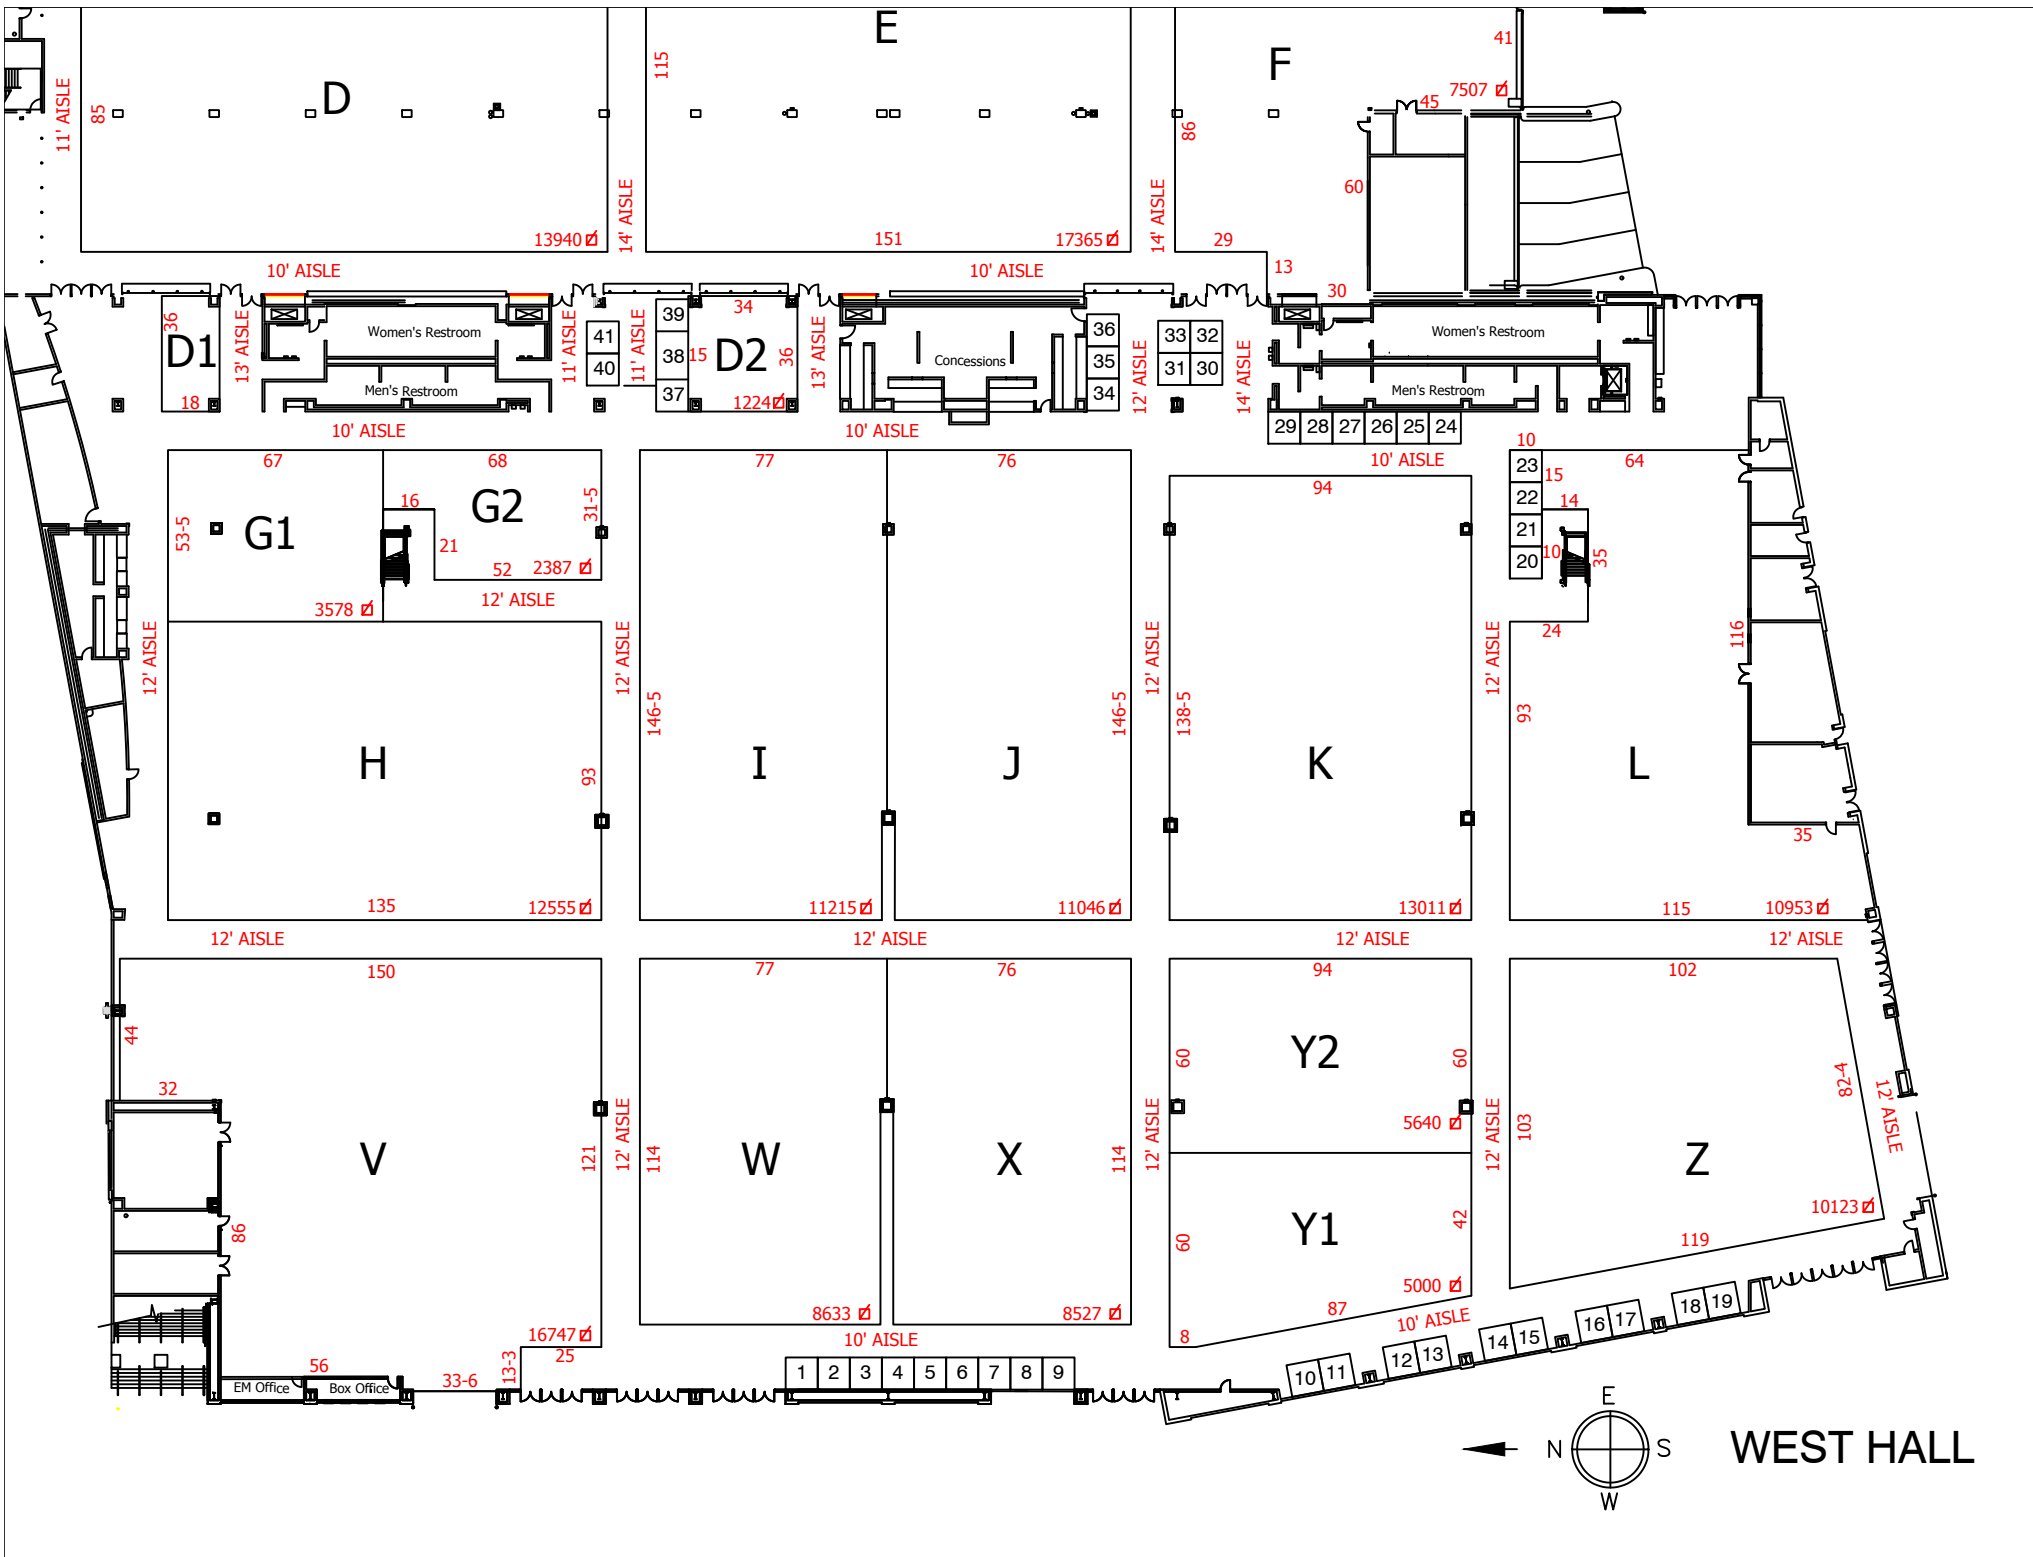 E
F
D
41
7507
45
115
85
11' AISLE
86
60
14' AISLE
14' AISLE
13940
151
17365
29
10' AISLE
10' AISLE
13
30
36
D1
18
13' AISLE
Women's Restroom
Men's Restroom
11' AISLE
41
40
11' AISLE
39
38
37
34
15
D2
36
1224
13' AISLE
Concessions
36
35
34
12' AISLE
33
32
31
30
14' AISLE
Women's Restroom
Men's Restroom
29
28
27
26
25
24
10' AISLE
10' AISLE
10' AISLE
67
68
77
76
94
10
64
53-5
G1
16
G2
31-5
21
52
2387
3578
12' AISLE
23
22
21
20
15
14
10
35
24
12' AISLE
12' AISLE
12' AISLE
12' AISLE
116
146-5
146-5
138-5
93
H
93
I
J
K
L
35
135
12555
11215
11046
13011
115
10953
12' AISLE
12' AISLE
12' AISLE
12' AISLE
150
77
76
94
102
44
32
60
Y2
60
5640
82-4
12' AISLE
86
V
121
12' AISLE
114
W
X
114
12' AISLE
12' AISLE
103
Z
10123
60
Y1
42
5000
119
16747
8633
8527
87
8
10' AISLE
10' AISLE
25
13-3
56
33-6
EM Office
Box Office
1
2
3
4
5
6
7
8
9
10
11
12
13
14
15
16
17
18
19
E
N
S
W
WEST HALL